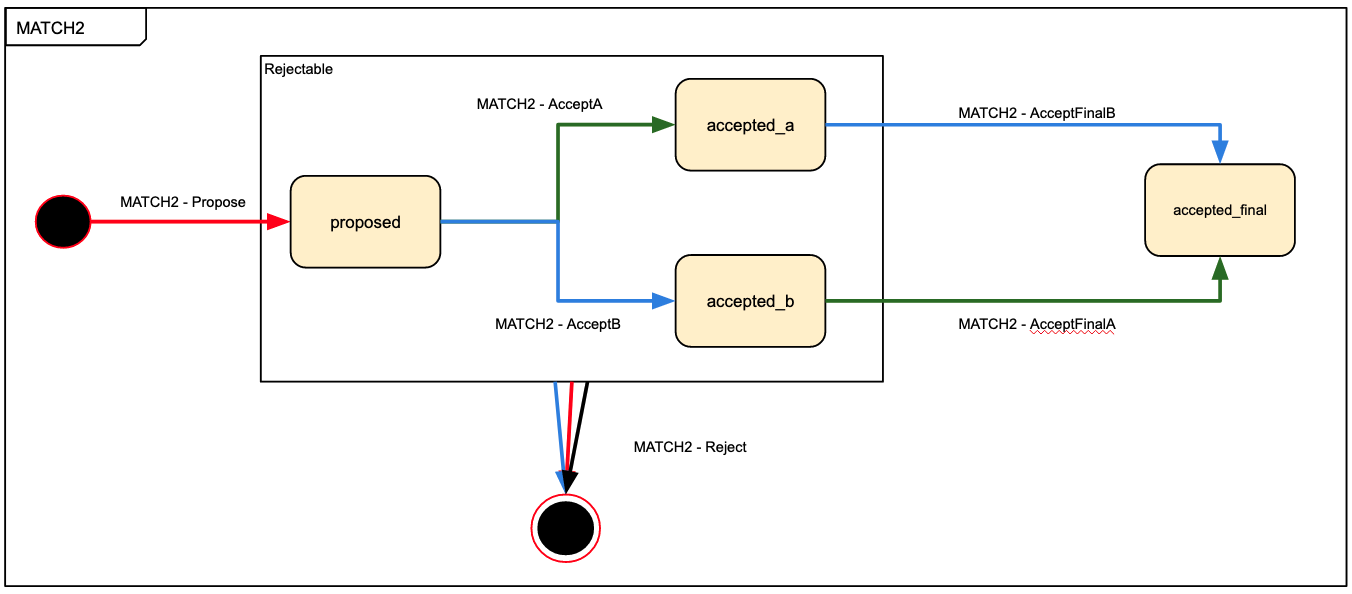 MATCH2
Rejectable
MATCH2 - AcceptA
accepted_a
MATCH2 - AcceptFinalB
MATCH2 - Propose
proposed
accepted_final
accepted_b
MATCH2 - AcceptB
MATCH2 - AcceptFinalA
MATCH2 - Reject